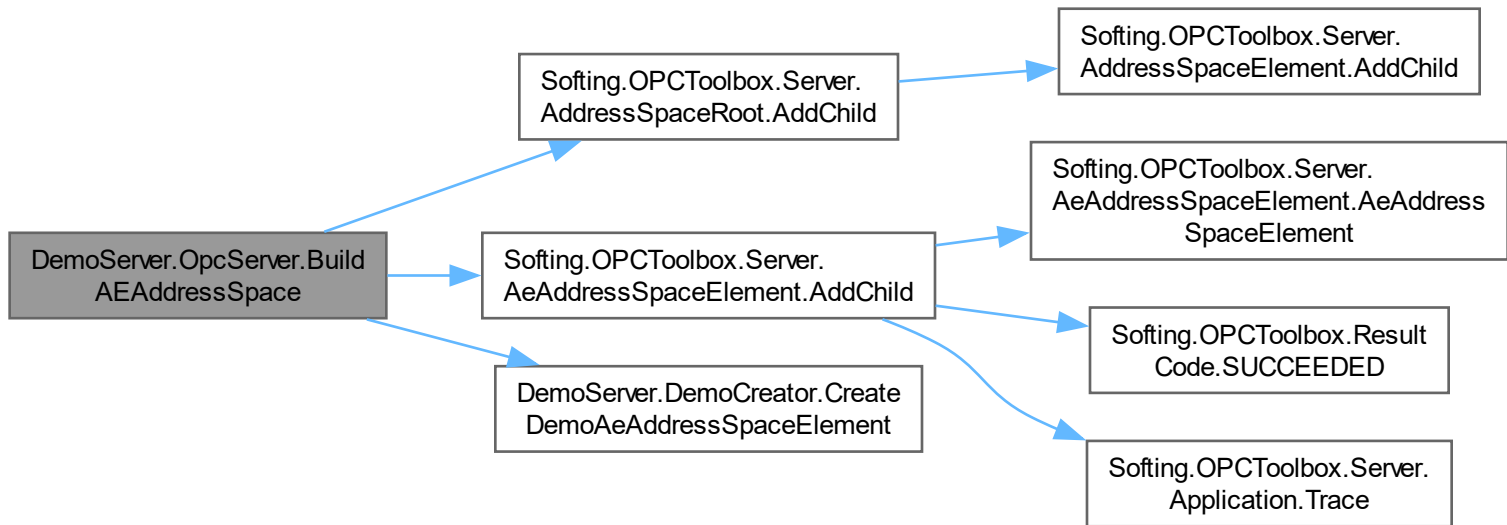 DemoServer.OpcServer.Build
AEAddressSpace
Softing.OPCToolbox.Server.
AddressSpaceRoot.AddChild
Softing.OPCToolbox.Server.
AddressSpaceElement.AddChild
Softing.OPCToolbox.Server.
AeAddressSpaceElement.AddChild
Softing.OPCToolbox.Server.
AeAddressSpaceElement.AeAddress
SpaceElement
Softing.OPCToolbox.Result
Code.SUCCEEDED
Softing.OPCToolbox.Server.
Application.Trace
DemoServer.DemoCreator.Create
DemoAeAddressSpaceElement